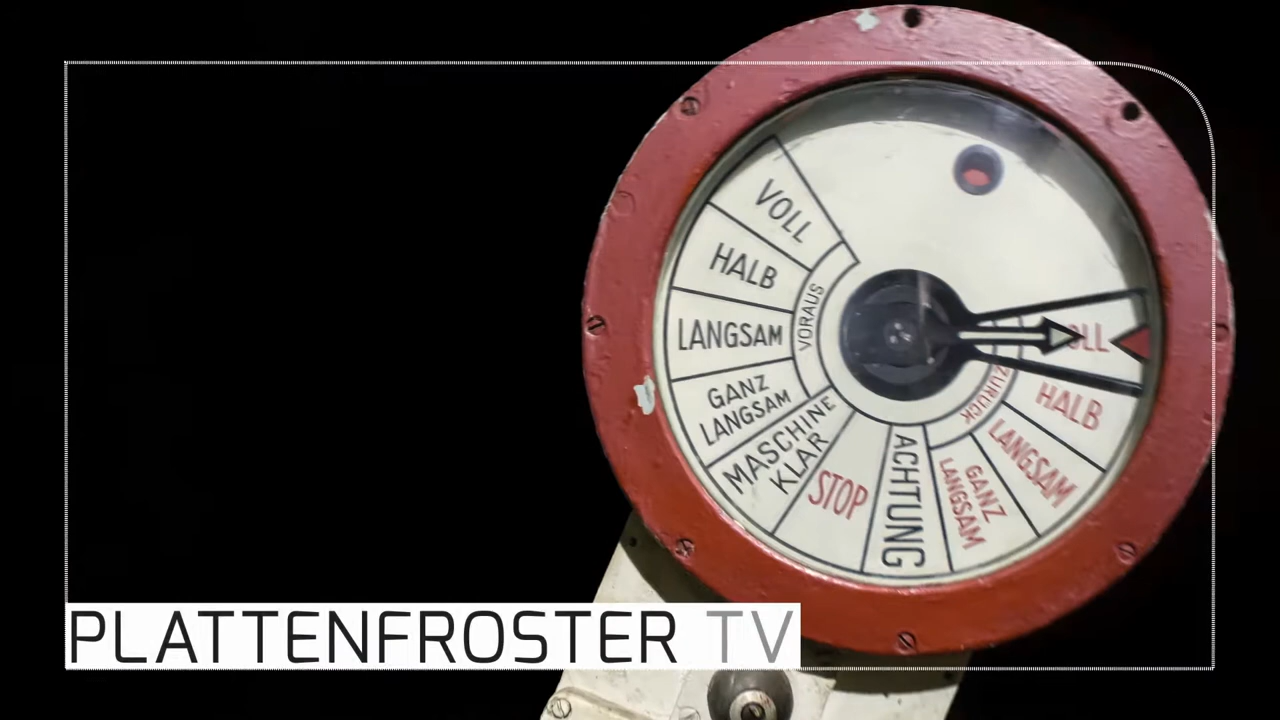 VOLL
HALB
LANGSAM
GANZ
LANGSAM
MASCHINE
KLAR
STOP
ACHTUNG
GANZ
LANGSAM
LANGSAM
HALB
VORAUS
ZURÜCK
PLATTENFROSTER TV